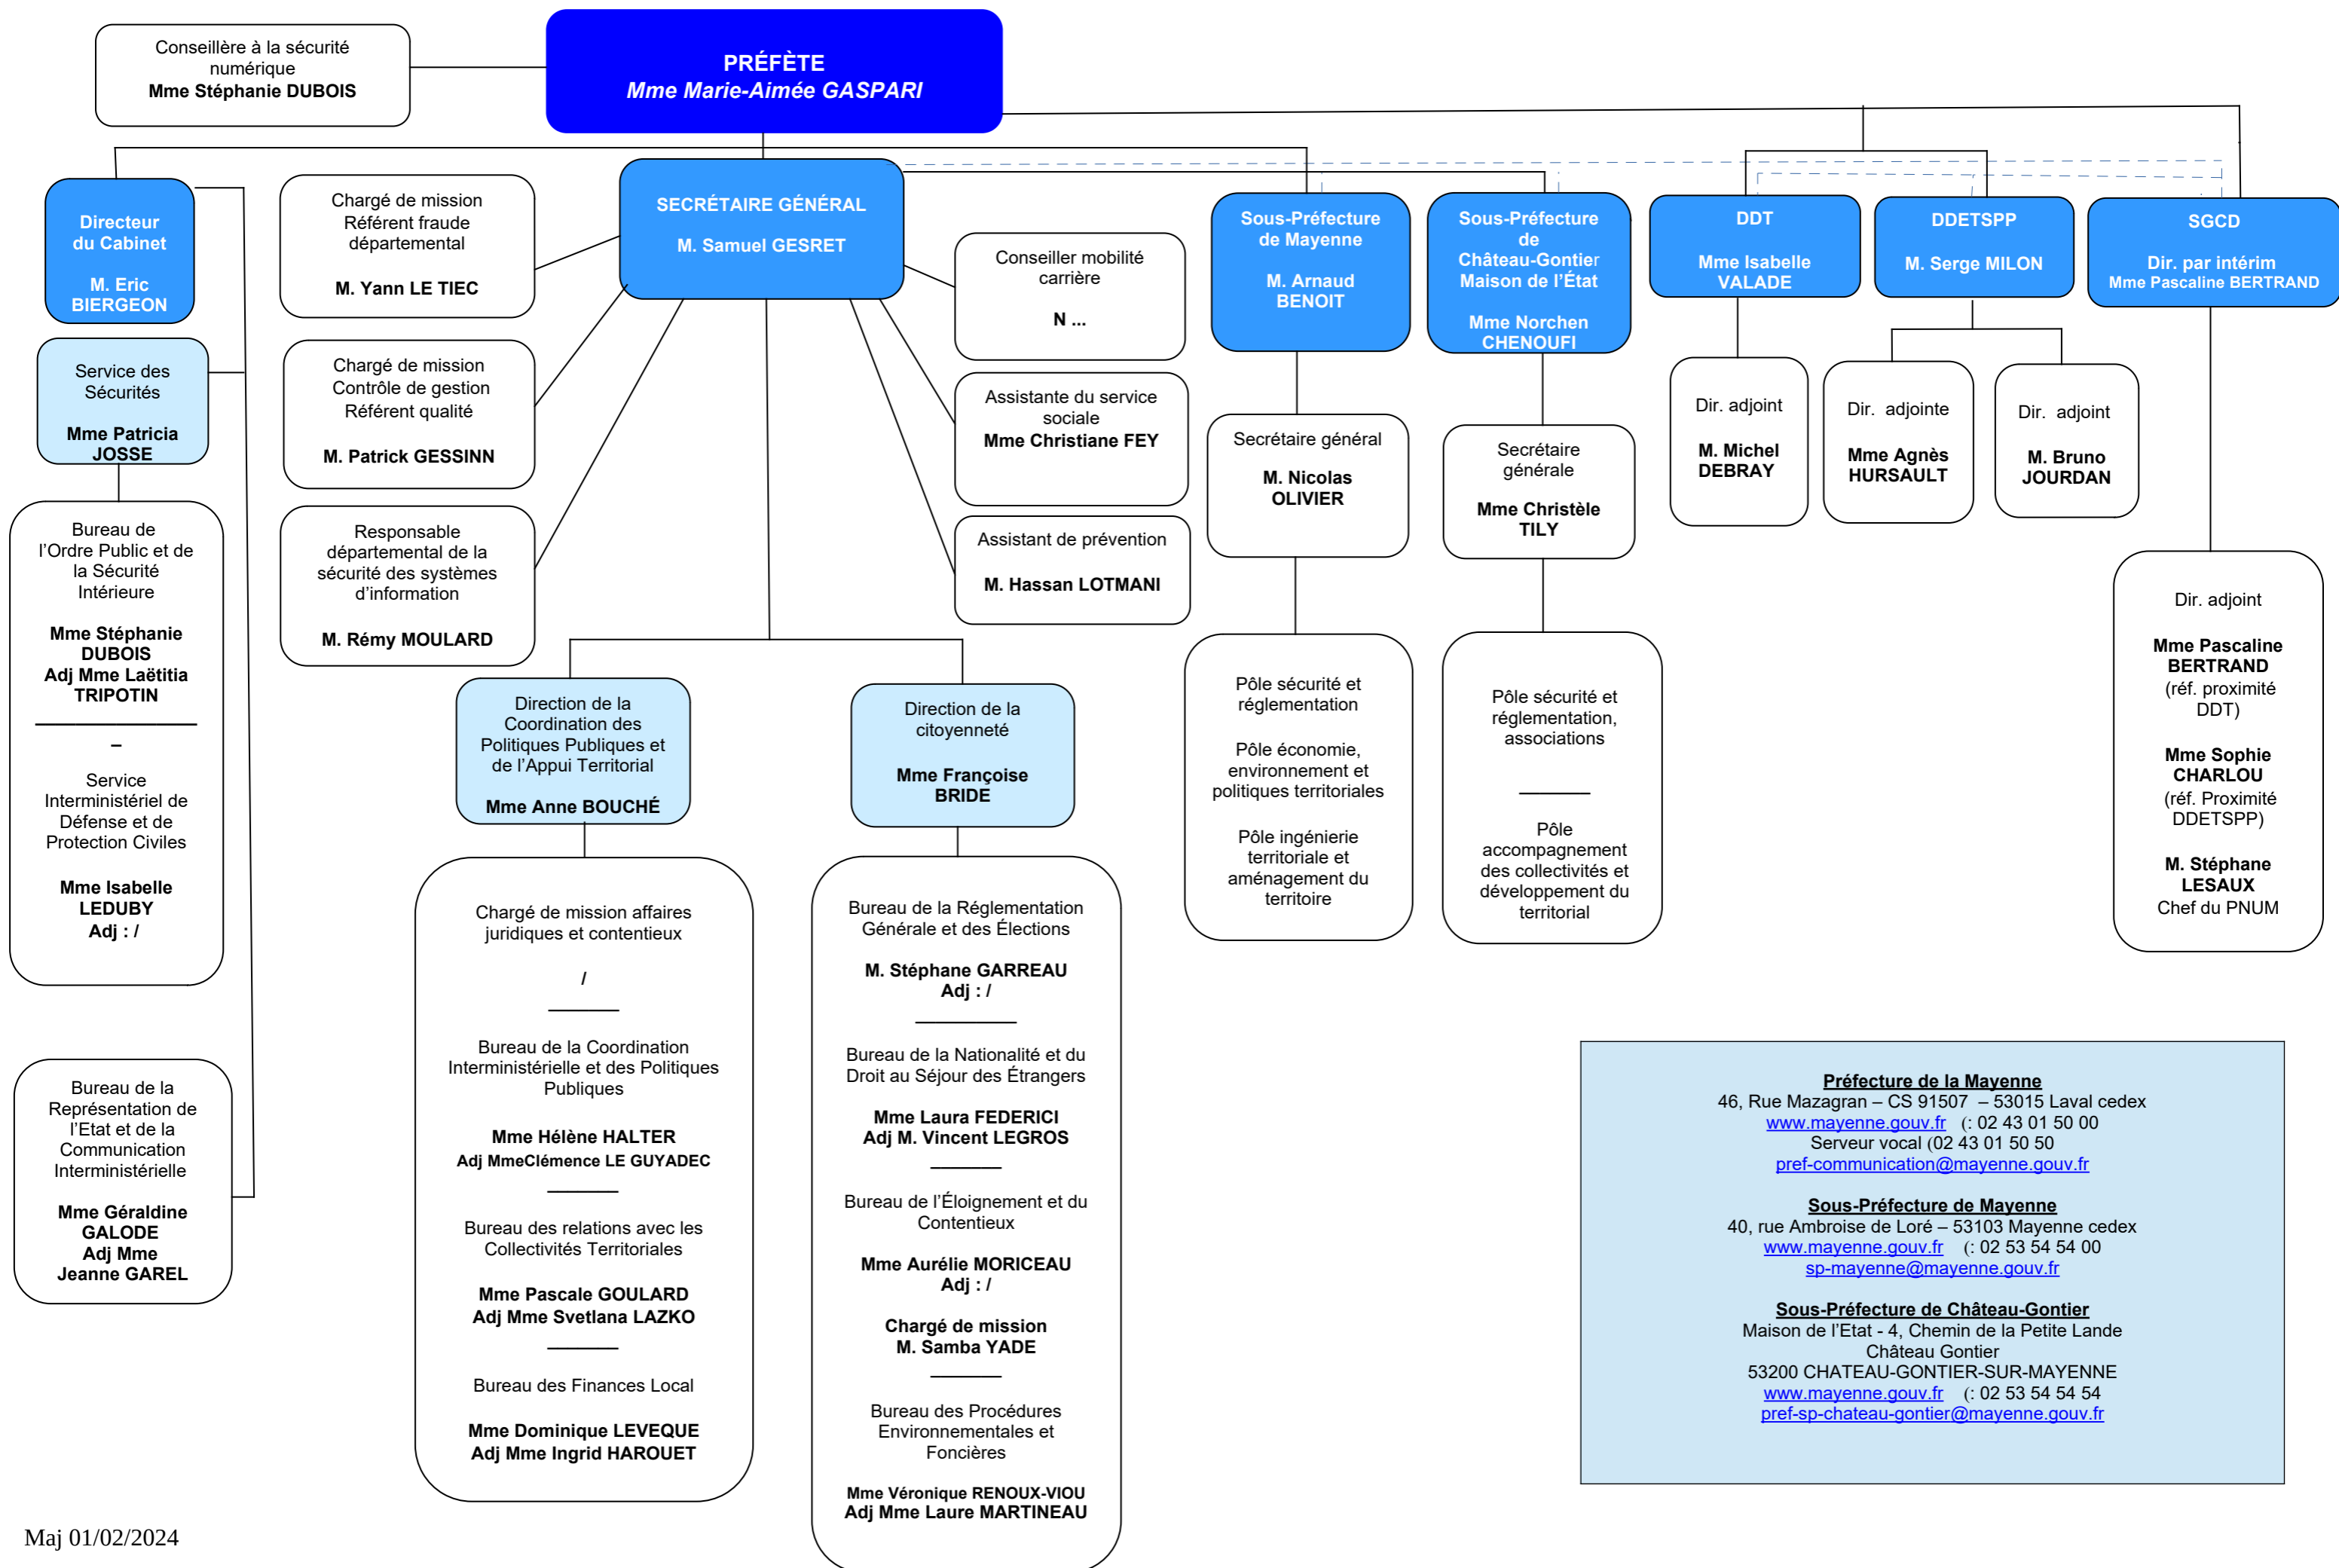 Conseillère à la sécurité
numérique
Mme Stéphanie DUBOIS
PRÉFÈTE
Mme Marie-Aimée GASPARI
Directeur
du Cabinet
M. Eric
BIERGEON
Service des
Sécurités
Mme Patricia
JOSSE
Bureau de
l’Ordre Public et de
la Sécurité
Intérieure
Mme Stéphanie
DUBOIS
Adj Mme Laëtitia
TRIPOTIN
Service
Interministériel de
Défense et de
Protection Civiles
Mme Isabelle
LEDUBY
Adj : /
Bureau de la
Représentation de
l’Etat et de la
Communication
Interministérielle
Mme Géraldine
GALODE
Adj Mme
Jeanne GAREL
Chargé de mission
Référent fraude
départemental
M. Yann LE TIEC
Chargé de mission
Contrôle de gestion
Référent qualité
M. Patrick GESSINN
Responsable
départemental de la
sécurité des systèmes
d’information
M. Rémy MOULARD
SECRÉTAIRE GÉNÉRAL
M. Samuel GESRET
Conseiller mobilité
carrière
N ...
Assistante du service
sociale
Mme Christiane FEY
Assistant de prévention
M. Hassan LOTMANI
Direction de la
Coordination des
Politiques Publiques et
de l’Appui Territorial
Mme Anne BOUCHÉ
Chargé de mission affaires
juridiques et contentieux
/
Bureau de la Coordination
Interministérielle et des Politiques
Publiques
Mme Hélène HALTER
Adj MmeClémence LE GUYADEC
Bureau des relations avec les
Collectivités Territoriales
Mme Pascale GOULARD
Adj Mme Svetlana LAZKO
Bureau des Finances Local
Mme Dominique LEVEQUE
Adj Mme Ingrid HAROUET
Direction de la
citoyenneté
Mme Françoise
BRIDE
Bureau de la Réglementation
Générale et des Élections
M. Stéphane GARREAU
Adj : /
Bureau de la Nationalité et du
Droit au Séjour des Étrangers
Mme Laura FEDERICI
Adj M. Vincent LEGROS
Bureau de l’Éloignement et du
Contentieux
Mme Aurélie MORICEAU
Adj : /
Chargé de mission
M. Samba YADE
Bureau des Procédures
Environnementales et
Foncières
Mme Véronique RENOUX-VIOU
Adj Mme Laure MARTINEAU
Sous-Préfecture
de Mayenne
M. Arnaud
BENOIT
Secrétaire général
M. Nicolas
OLIVIER
Pôle sécurité et
réglementation
Pôle économie,
environnement et
politiques territoriales
Pôle ingénierie
territoriale et
aménagement du
territoire
Sous-Préfecture
de
Château-Gontier
Maison de l’État
Mme Norchen
CHENOUFI
Secrétaire
générale
Mme Christèle
TILY
Pôle sécurité et
réglementation,
associations
Pôle
accompagnement
des collectivités et
développement du
territorial
DDT
Mme Isabelle
VALADE
Dir. adjoint
M. Michel
DEBRAY
DDETSPP
M. Serge MILON
Dir. adjointe
Mme Agnès
HURSAULT
Dir. adjoint
M. Bruno
JOURDAN
SGCD
Dir. par intérim
Mme Pascaline BERTRAND
Dir. adjoint
Mme Pascaline
BERTRAND
(réf. proximité
DDT)
Mme Sophie
CHARLOU
(réf. Proximité
DDETSPP)
M. Stéphane
LESAUX
Chef du PNUM
Préfecture de la Mayenne
46, Rue Mazagran – CS 91507 – 53015 Laval cedex
www.mayenne.gouv.fr (: 02 43 01 50 00
Serveur vocal (02 43 01 50 50
pref-communication@mayenne.gouv.fr
Sous-Préfecture de Mayenne
40, rue Ambroise de Loré – 53103 Mayenne cedex
www.mayenne.gouv.fr (: 02 53 54 54 00
sp-mayenne@mayenne.gouv.fr
Sous-Préfecture de Château-Gontier
Maison de l’Etat - 4, Chemin de la Petite Lande
Château Gontier
53200 CHATEAU-GONTIER-SUR-MAYENNE
www.mayenne.gouv.fr (: 02 53 54 54 54
pref-sp-chateau-gontier@mayenne.gouv.fr
Maj 01/02/2024